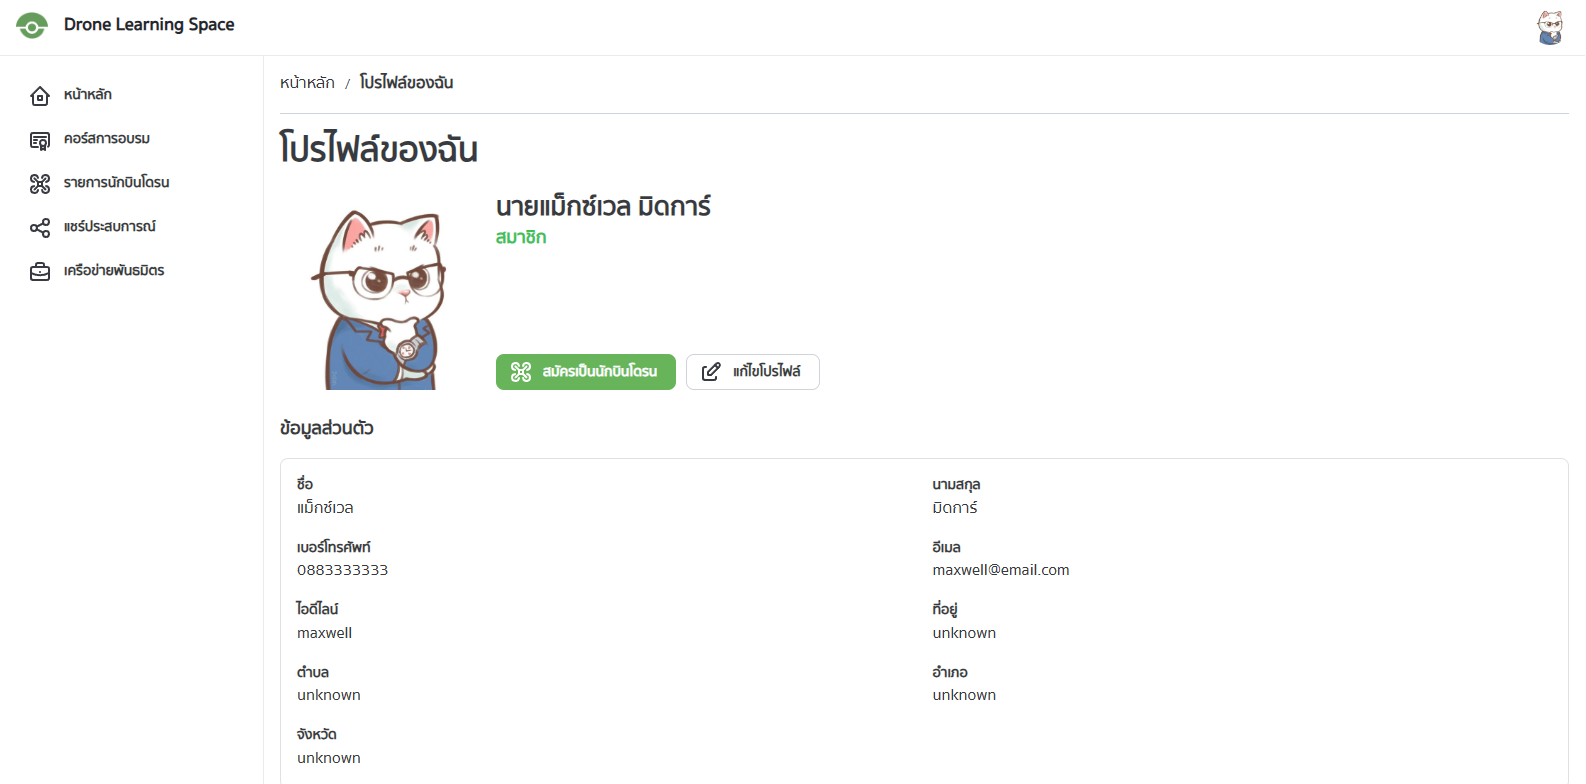 Drone Learning Space
หน้าหลัก
คอร์สการอบรม
รายการนักบินโดรน
แชร์ประสบการณ์
เครือข่ายพันธมิตร
หน้าหลัก / โปรไฟล์ของฉัน
โปรไฟล์ของฉัน
นายแม็กซ์เวล มิดการ์
สมาชิก
สมัครเป็นนักบินโดรน
แก้ไขโปรไฟล์
ข้อมูลส่วนตัว
ชื่อ
แม็กซ์เวล
นามสกุล
มิดการ์
เบอร์โทรศัพท์
0883333333
อีเมล
maxwell@email.com
ไอดีไลน์
maxwell
ที่อยู่
unknown
ตำบล
unknown
อำเภอ
unknown
จังหวัด
unknown